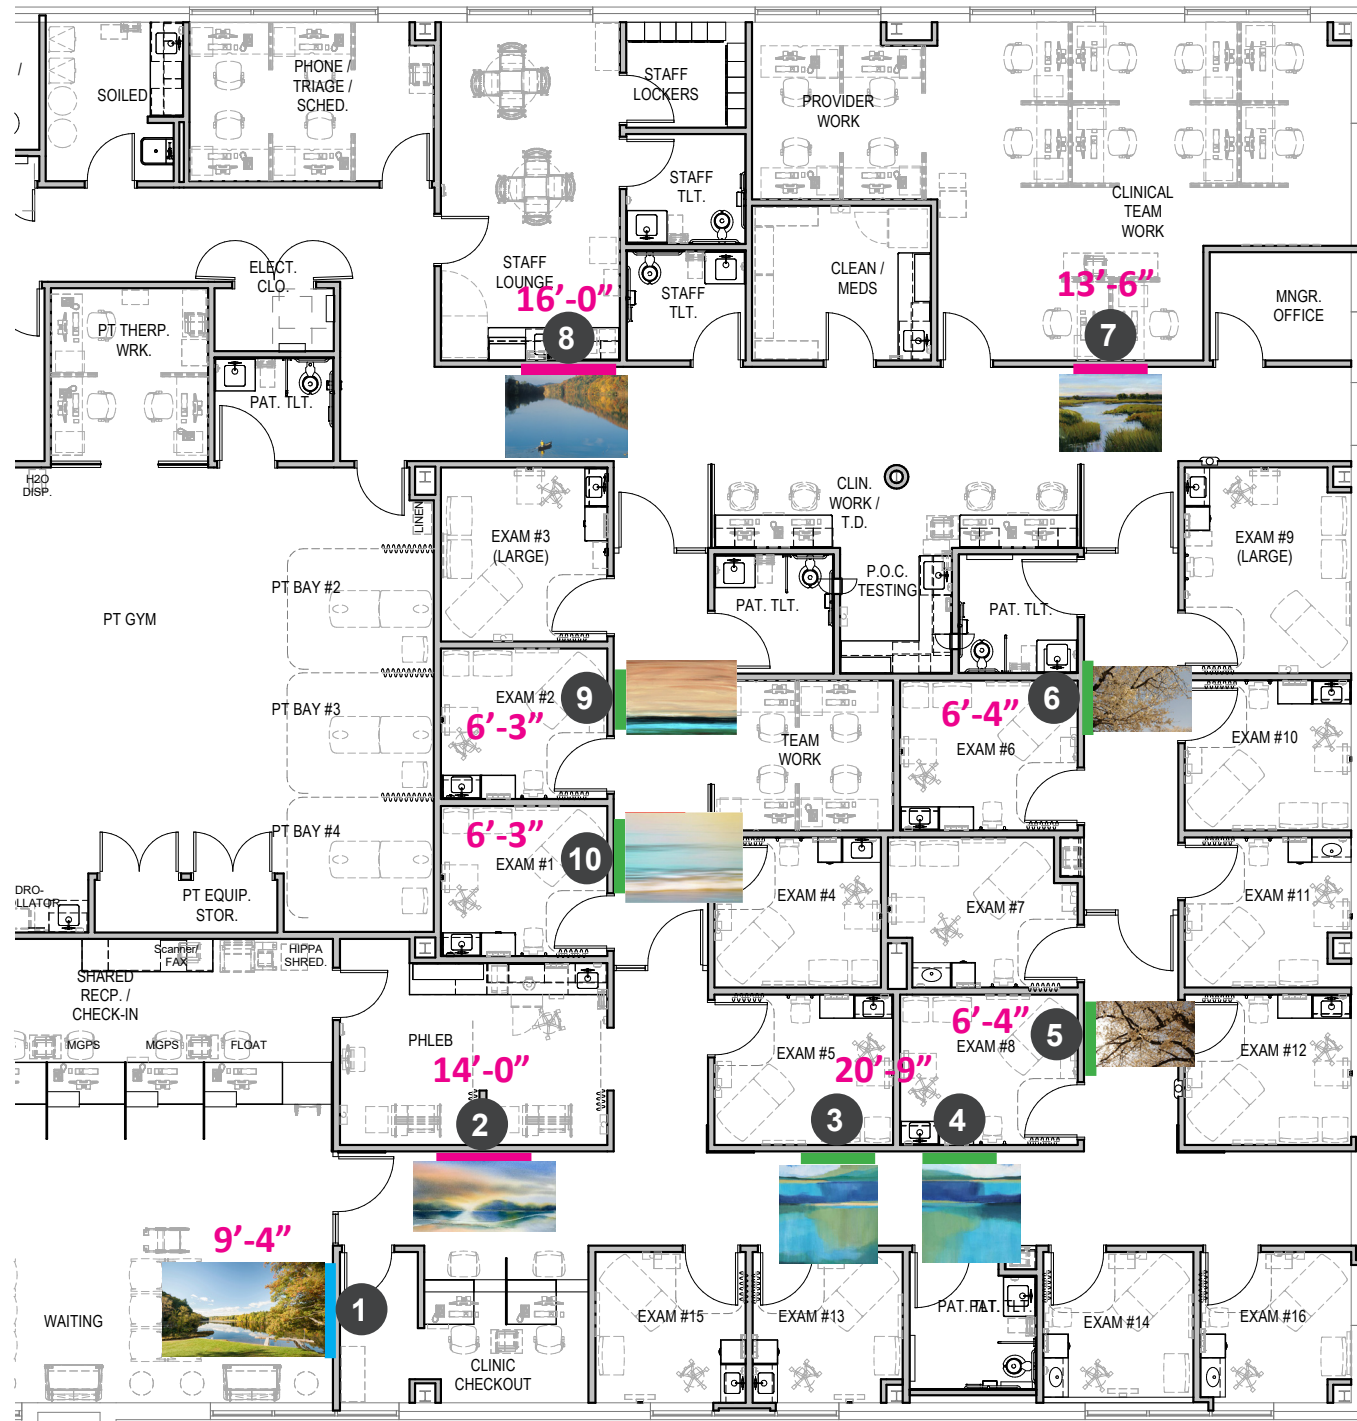 SOILED
PHONE /
TRIAGE /
SCHED.
STAFF
LOCKERS
PROVIDER
WORK
STAFF
TLT.
CLINICAL
TEAM
WORK
ELECT.
CLO.
STAFF
LOUNGE
16’-0”
8
STAFF
TLT.
CLEAN /
MEDS
13’-6”
7
MNGR.
OFFICE
PT THERP.
WRK.
PAT. TLT.
H2O
DISP.
LINEN
EXAM #3
(LARGE)
CLIN.
WORK /
T.D.
EXAM #9
(LARGE)
PT BAY #2
PT GYM
PAT. TLT.
P.O.C.
TESTING
PAT. TLT.
EXAM #2
9
6’-3”
PT BAY #3
TEAM
WORK
6
6’-4”
EXAM #6
EXAM #10
PT BAY #4
6’-3”
EXAM #1
10
DRO-
LLATOR
PT EQUIP.
STOR.
EXAM #4
EXAM #7
EXAM #11
Scanner/
FAX
HIPPA
SHRED.
SHARED
RECP. /
CHECK-IN
MGPS
MGPS
FLOAT
PHLEB
14’-0”
2
EXAM #5
20’-9”
3
6’-4”
EXAM #8
5
4
EXAM #12
9’-4”
1
WAITING
CLINIC
CHECKOUT
EXAM #15
EXAM #13
PAT. TLT.
PAT. TLT.
EXAM #14
EXAM #16